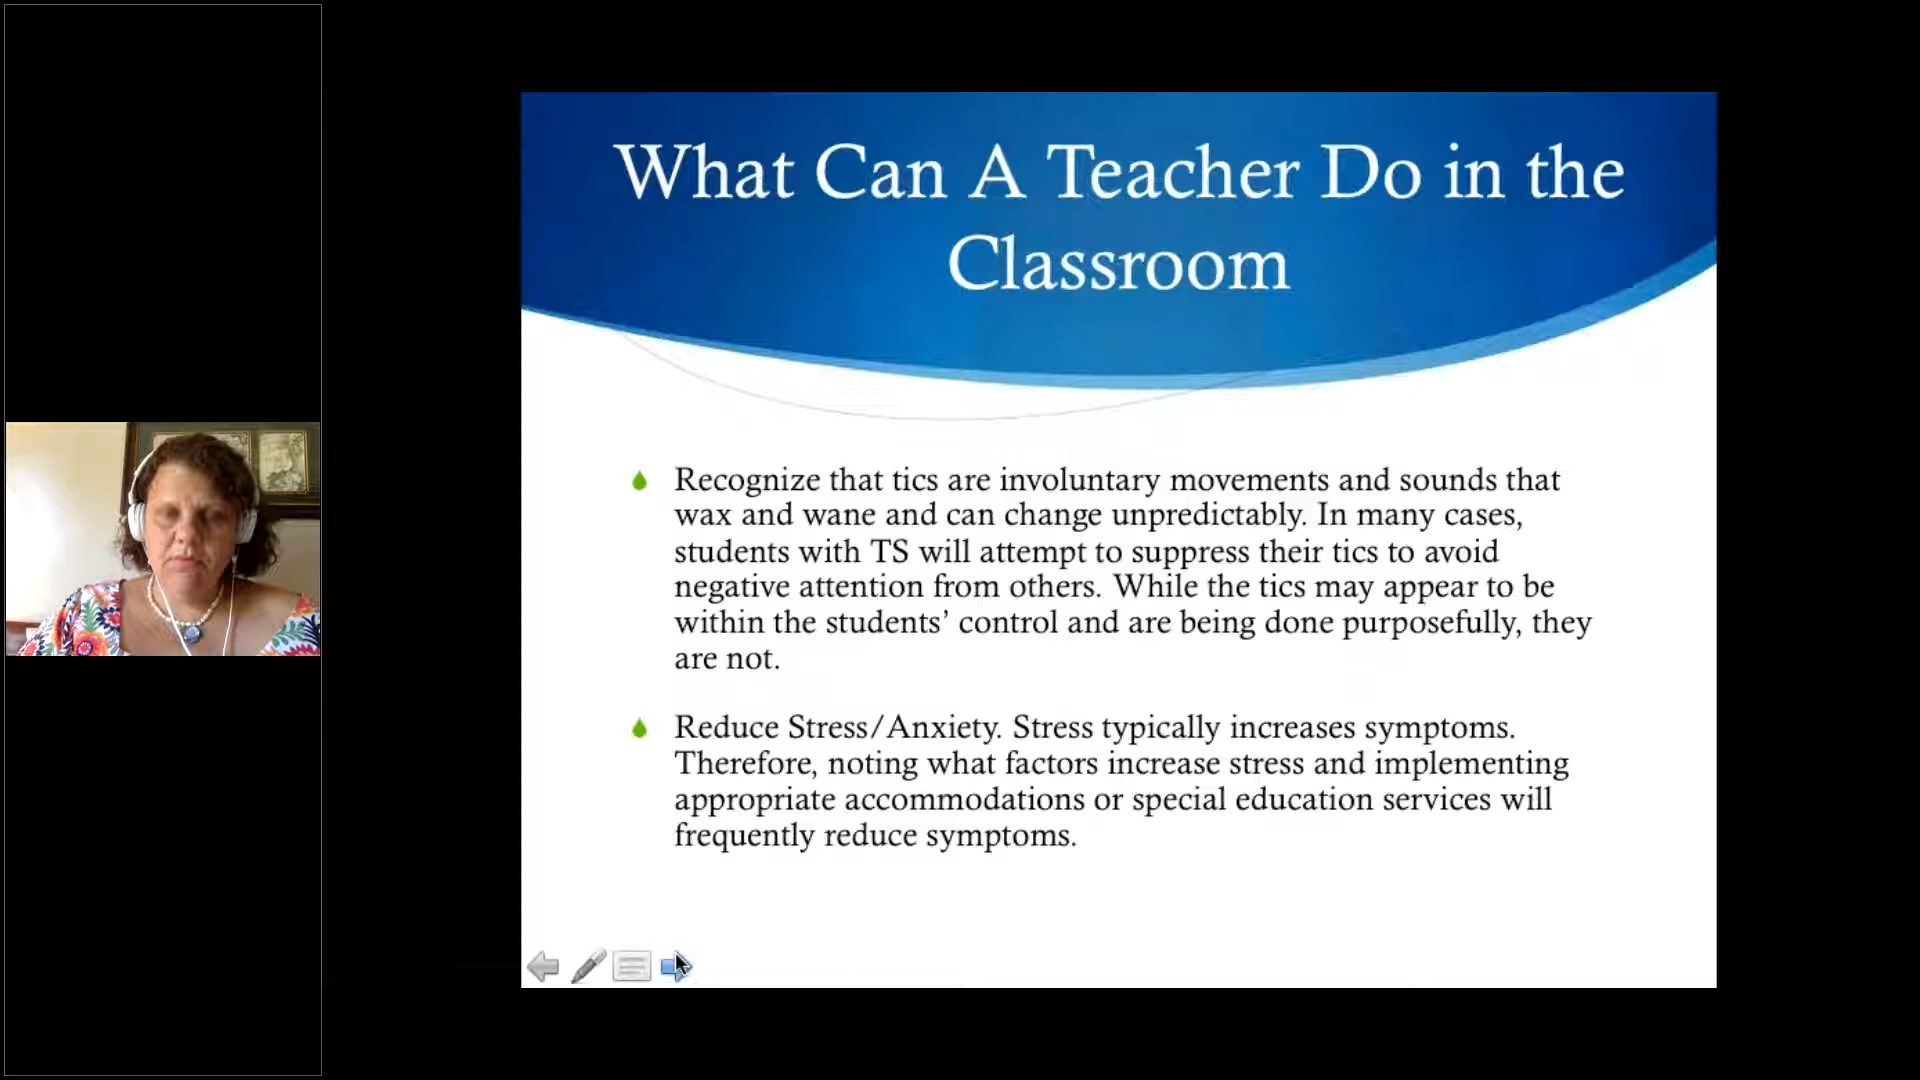 What Can A Teacher Do in the
Classroom
Recognize that tics are involuntary movements and sounds that
wax and wane and can change unpredictably. In many cases,
students with TS will attempt to suppress their tics to avoid
negative attention from others. While the tics may appear to be
within the students’ control and are being done purposefully, they
are not.
Reduce Stress/Anxiety. Stress typically increases symptoms.
Therefore, noting what factors increase stress and implementing
appropriate accommodations or special education services will
frequently reduce symptoms.